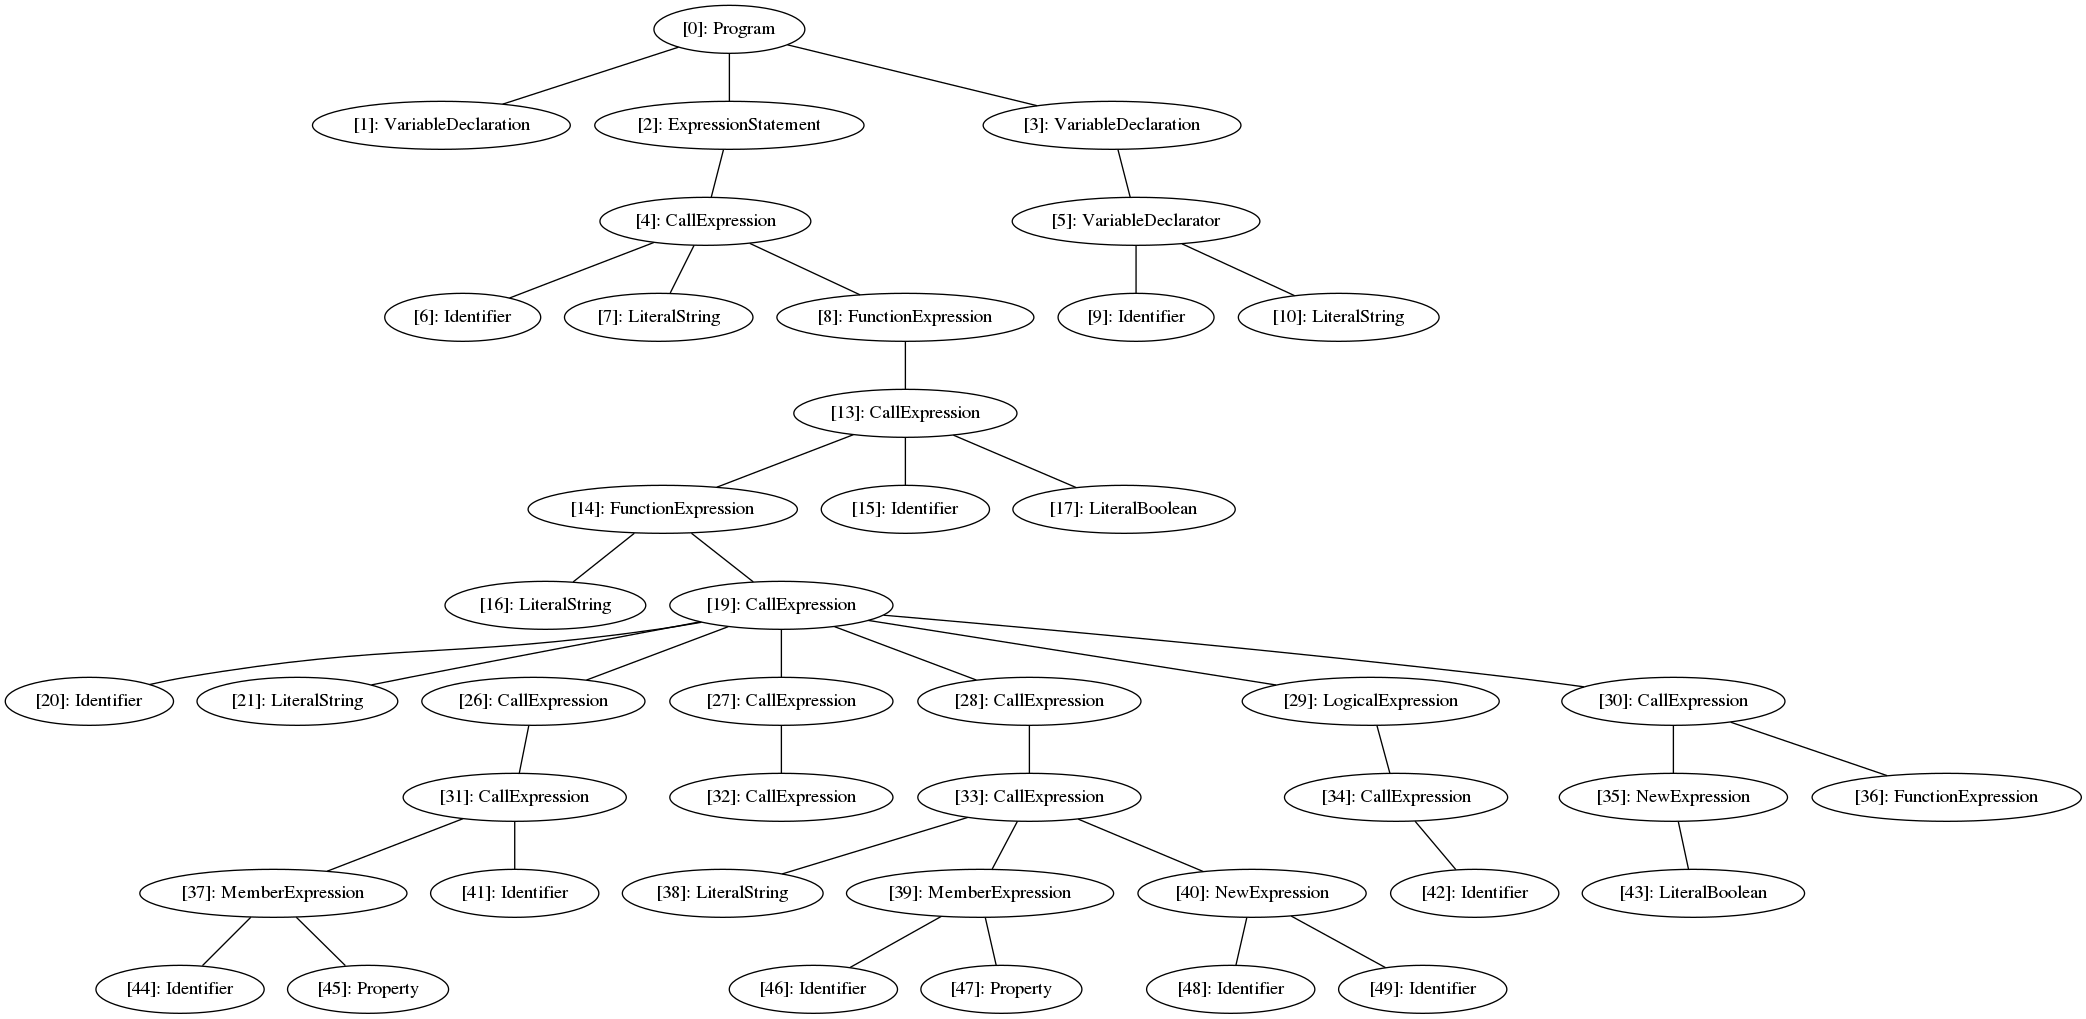 [0]: Program
[1]: VariableDeclaration
[2]: ExpressionStatement
[3]: VariableDeclaration
[4]: CallExpression
[5]: VariableDeclarator
[6]: Identifier
[7]: LiteralString
[8]: FunctionExpression
[9]: Identifier
[10]: LiteralString
[13]: CallExpression
[14]: FunctionExpression
[15]: Identifier
[17]: LiteralBoolean
[16]: LiteralString
[19]: CallExpression
[20]: Identifier
[21]: LiteralString
[26]: CallExpression
[27]: CallExpression
[28]: CallExpression
[29]: LogicalExpression
[30]: CallExpression
[31]: CallExpression
[32]: CallExpression
[33]: CallExpression
[34]: CallExpression
[35]: NewExpression
[36]: FunctionExpression
[37]: MemberExpression
[41]: Identifier
[38]: LiteralString
[39]: MemberExpression
[40]: NewExpression
[42]: Identifier
[43]: LiteralBoolean
[44]: Identifier
[45]: Property
[46]: Identifier
[47]: Property
[48]: Identifier
[49]: Identifier